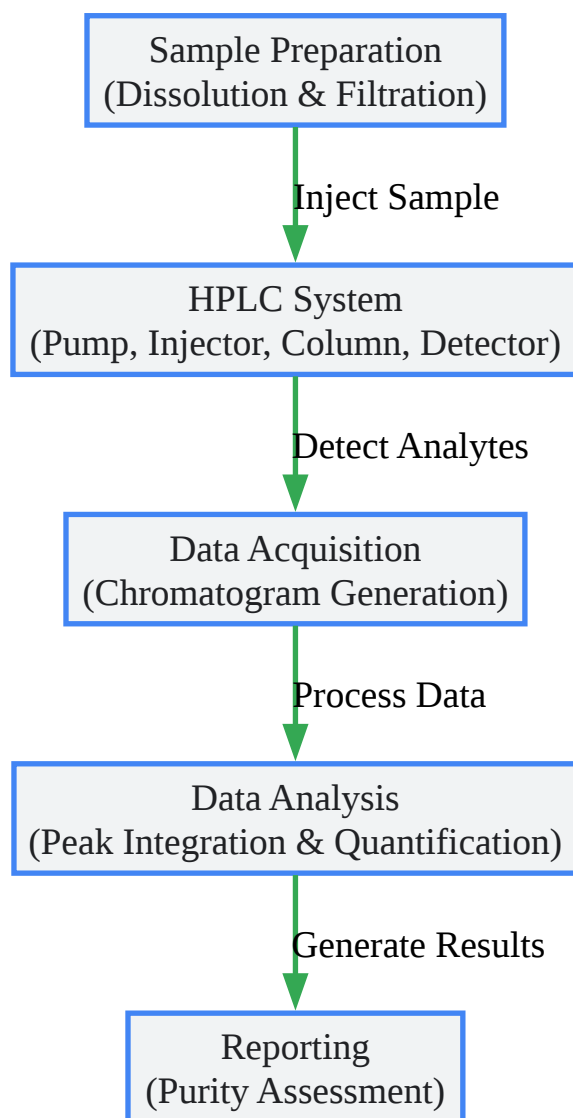 Sample Preparation
(Dissolution & Filtration)
Inject Sample
HPLC System
(Pump, Injector, Column, Detector)
Detect Analytes
Data Acquisition
(Chromatogram Generation)
Process Data
Data Analysis
(Peak Integration & Quantification)
Generate Results
Reporting
(Purity Assessment)